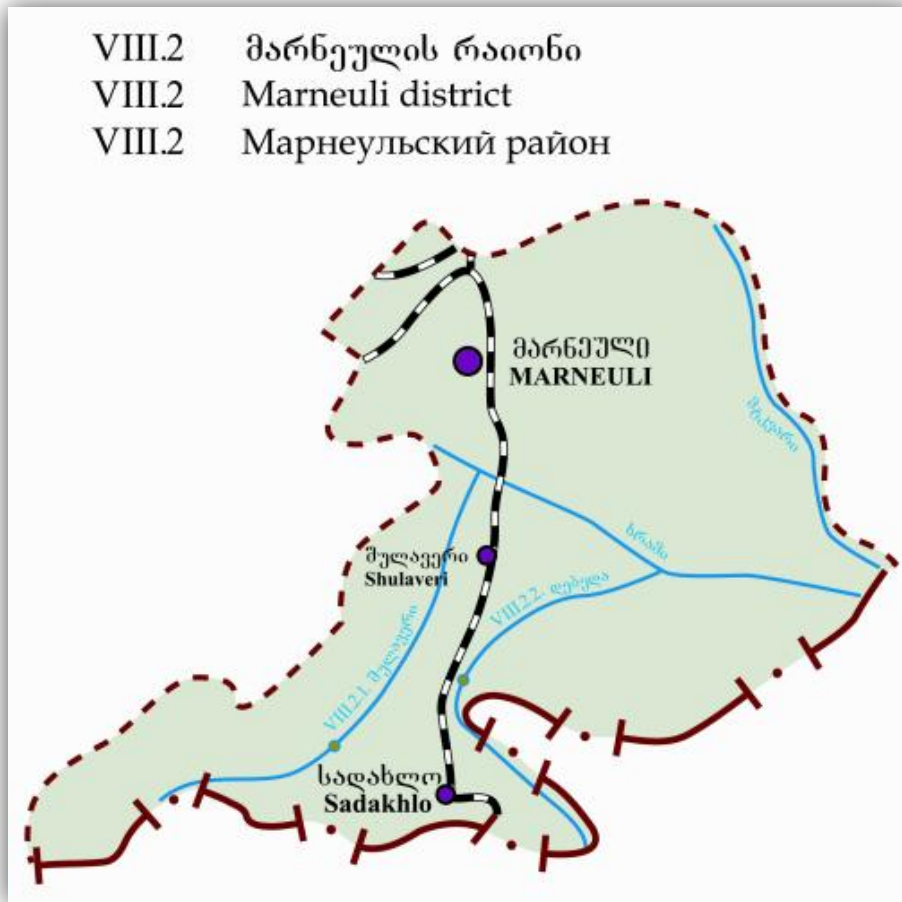 VIII.2 მარნეულის რაიონი
VIII.2 Marneuli district
VIII.2 Марнеульский район
მარნეული
MARNEULI
მტკვარი
ხრამი
შულავერი
Shulaveri
VIII.2.2. დებედა
VIII.2.1. შულავერი
სადახლო
Sadakhlo